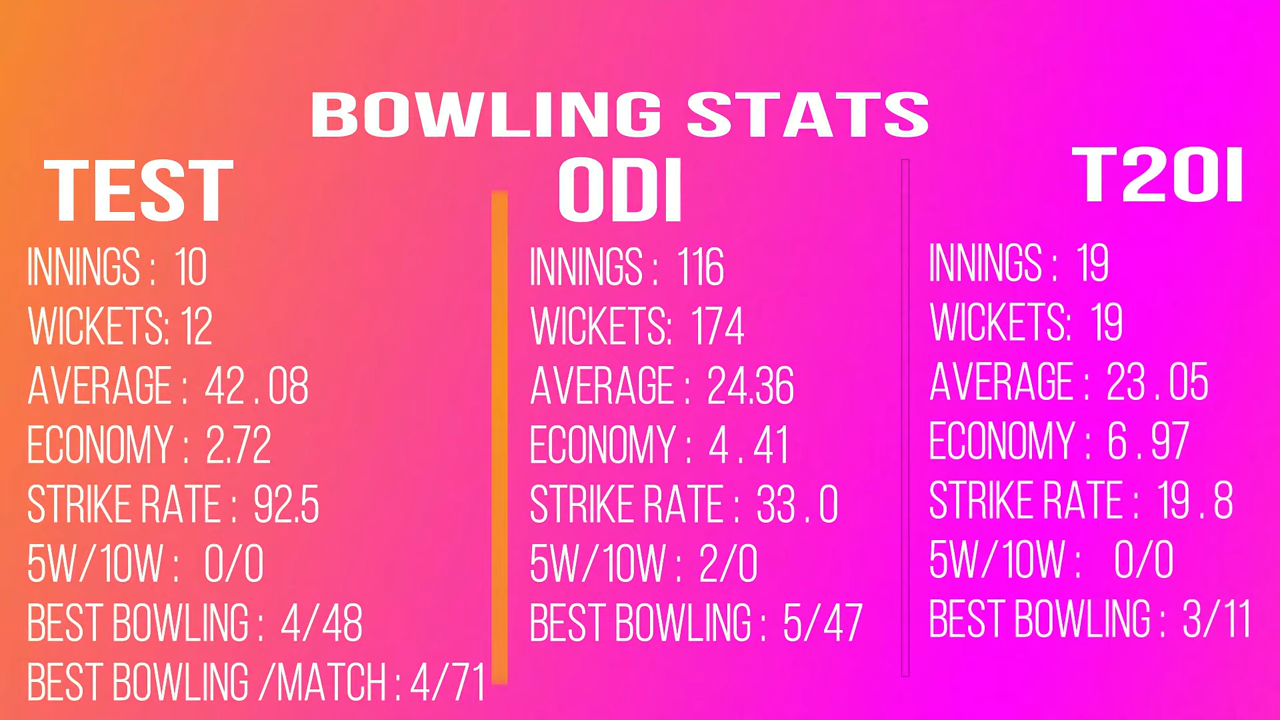 BOWLING STATS
TEST
INNINGS : 10
WICKETS: 12
AVERAGE : 42 . 08
ECONOMY : 2.72
STRIKE RATE : 92.5
5W/10W : 0/0
BEST BOWLING : 4/48
BEST BOWLING /MATCH : 4/71
ODI
INNINGS : 116
WICKETS: 174
AVERAGE : 24.36
ECONOMY : 4 . 41
STRIKE RATE : 33 . 0
5W/10W : 2/0
BEST BOWLING : 5/47
T20I
INNINGS : 19
WICKETS: 19
AVERAGE : 23 . 05
ECONOMY : 6 . 97
STRIKE RATE : 19 . 8
5W/10W : 0/0
BEST BOWLING : 3/11